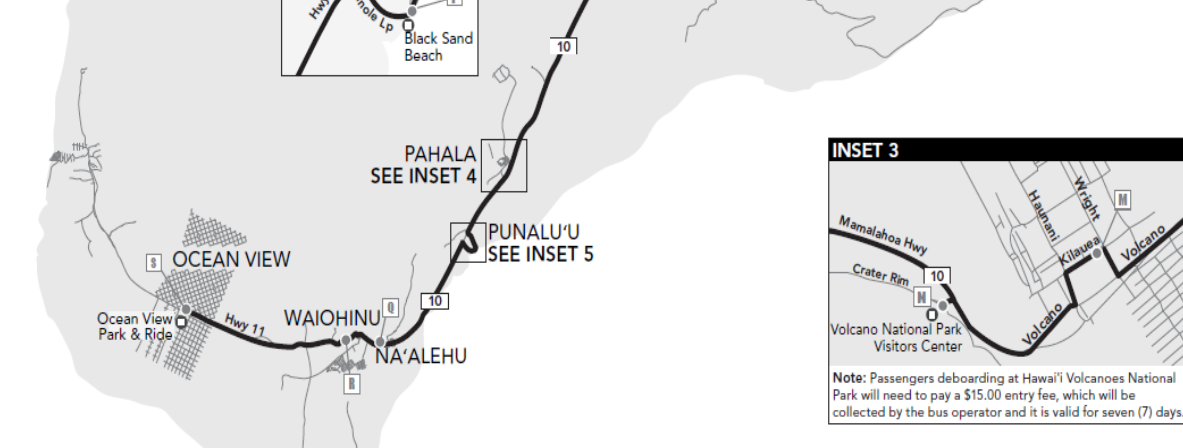 Hwy
nole Lp
P
Black Sand
Beach
10
PAHALA
SEE INSET 4
PUNALU‘U
SEE INSET 5
S
OCEAN VIEW
Ocean View
Park & Ride
Hwy 11
WAIOHINU
Q
10
NA‘ALEHU
R
INSET 3
Mamalahoa Hwy
Crater Rim
10
N
Volcano National Park
Visitors Center
Haunani
Wright
M
Kilauea
Volcano
Volcano
Note: Passengers deboarding at Hawai'i Volcanoes National
Park will need to pay a $15.00 entry fee, which will be
collected by the bus operator and it is valid for seven (7) days.